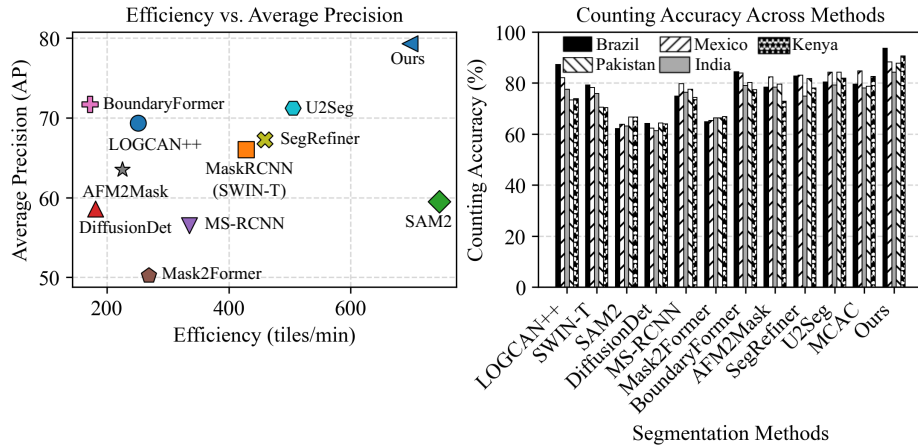 Efficiency vs. Average Precision
Average Precision (AP)
80
70
60
50
Ours
BoundaryFormer
U2Seg
LOGCAN++
SegRefiner
MaskRCNN
(SWIN-T)
AFM2Mask
DiffusionDet
MS-RCNN
SAM2
Mask2Former
200
400
600
Efficiency (tiles/min)
Counting Accuracy Across Methods
Counting Accuracy (%)
100
80
60
40
20
0
Brazil
Mexico
Kenya
Pakistan
India
LOGCAN++
SWIN-T
SAM2
DiffusionDet
MS-RCNN
Mask2Former
BoundaryFormer
AFM2Mask
SegRefiner
U2Seg
MCAC
Ours
Segmentation Methods